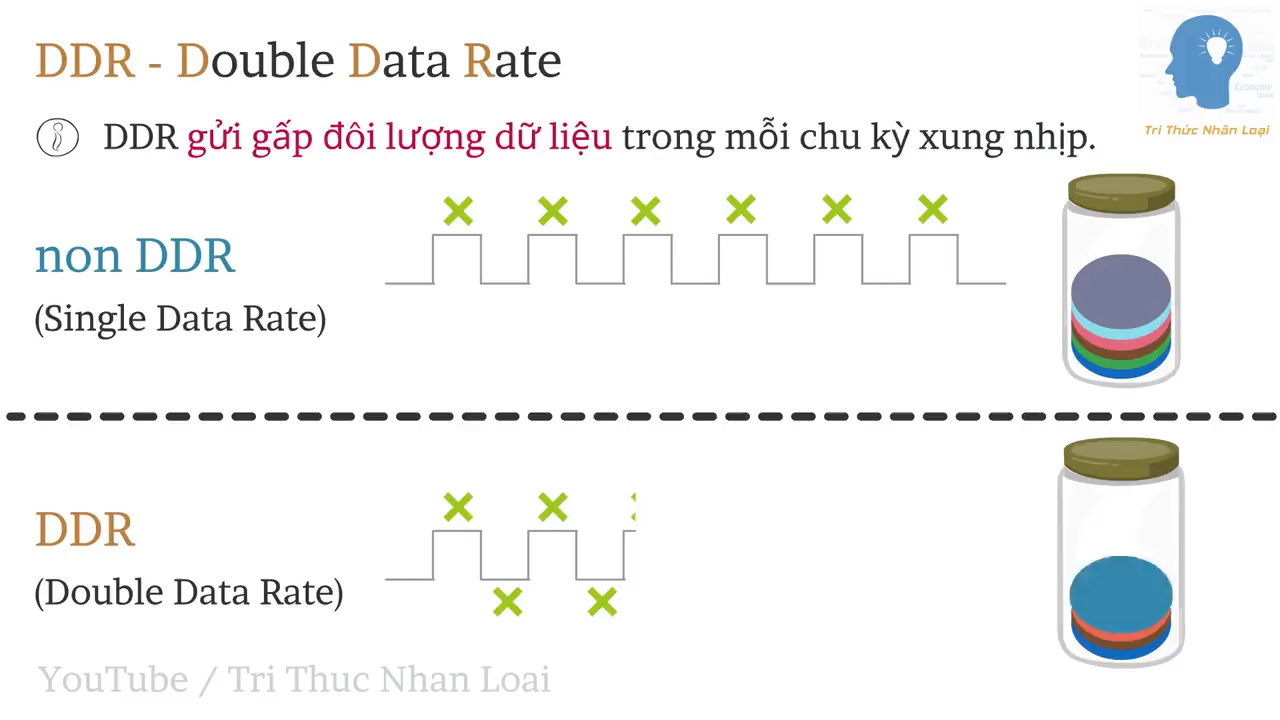 DDR - Double Data Rate
DDR gửi gấp đôi lượng dữ liệu trong mỗi chu kỳ xung nhịp.
Economy
Tri Thức Nhân Loại
non DDR
(Single Data Rate)
DDR
(Double Data Rate)
YouTube / Tri Thuc Nhan Loai